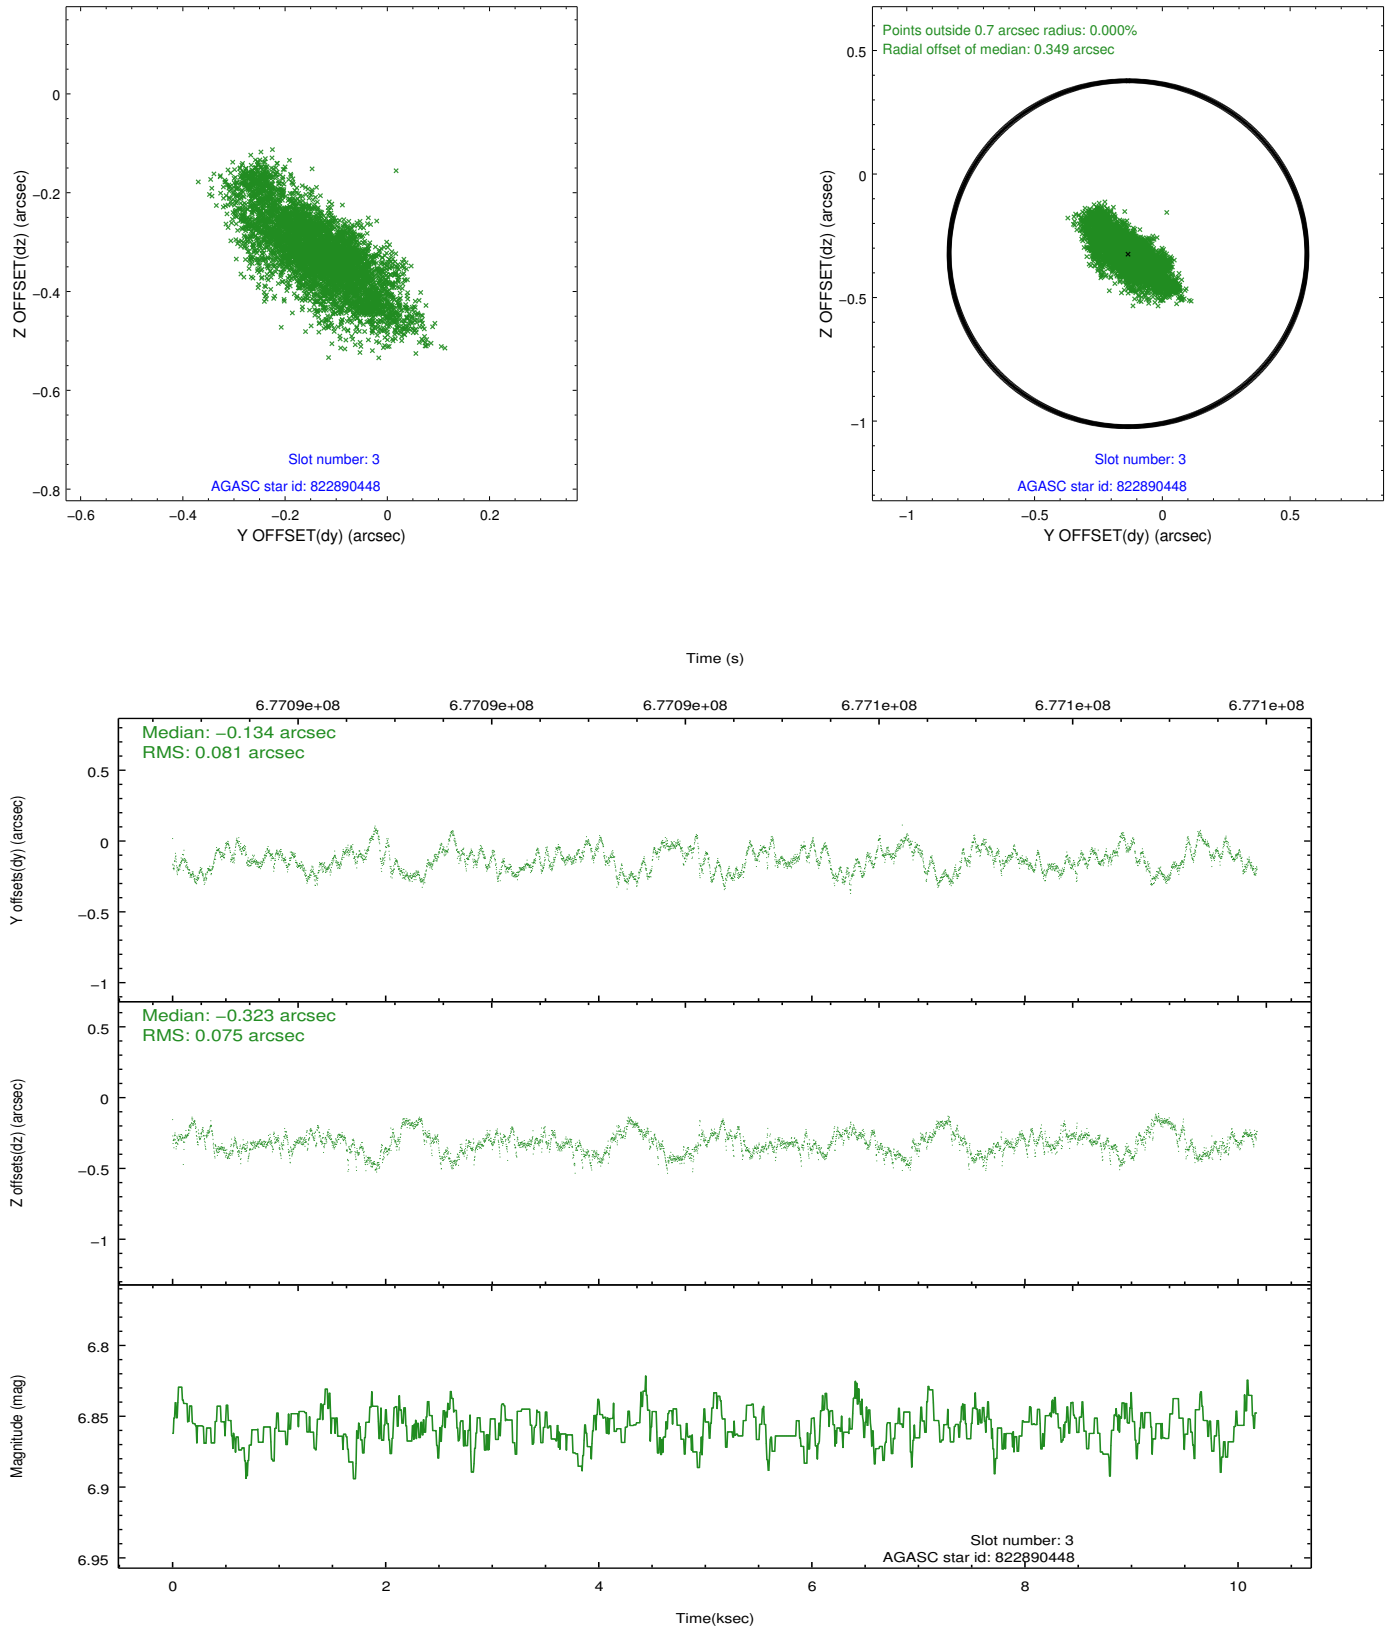 0
−0.2
−0.4
−0.6
−0.8
Z OFFSET(dz) (arcsec)
Slot number: 3
AGASC star id: 822890448
−0.6
−0.4
−0.2
0
0.2
Y OFFSET(dy) (arcsec)
Points outside 0.7 arcsec radius: 0.000%
Radial offset of median: 0.349 arcsec
0.5
0
−0.5
−1
Z OFFSET(dz) (arcsec)
Slot number: 3
AGASC star id: 822890448
−1
−0.5
0
0.5
Y OFFSET(dy) (arcsec)
Time (s)
6.7709e+08
6.7709e+08
6.7709e+08
6.771e+08
6.771e+08
6.771e+08
Median: −0.134 arcsec
RMS: 0.081 arcsec
0.5
0
−0.5
−1
Y offsets(dy) (arcsec)
Median: −0.323 arcsec
RMS: 0.075 arcsec
0.5
0
−0.5
−1
Z offsets(dz) (arcsec)
6.8
6.85
6.9
6.95
Magnitude (mag)
Slot number: 3
AGASC star id: 822890448
0
2
4
6
8
10
Time(ksec)